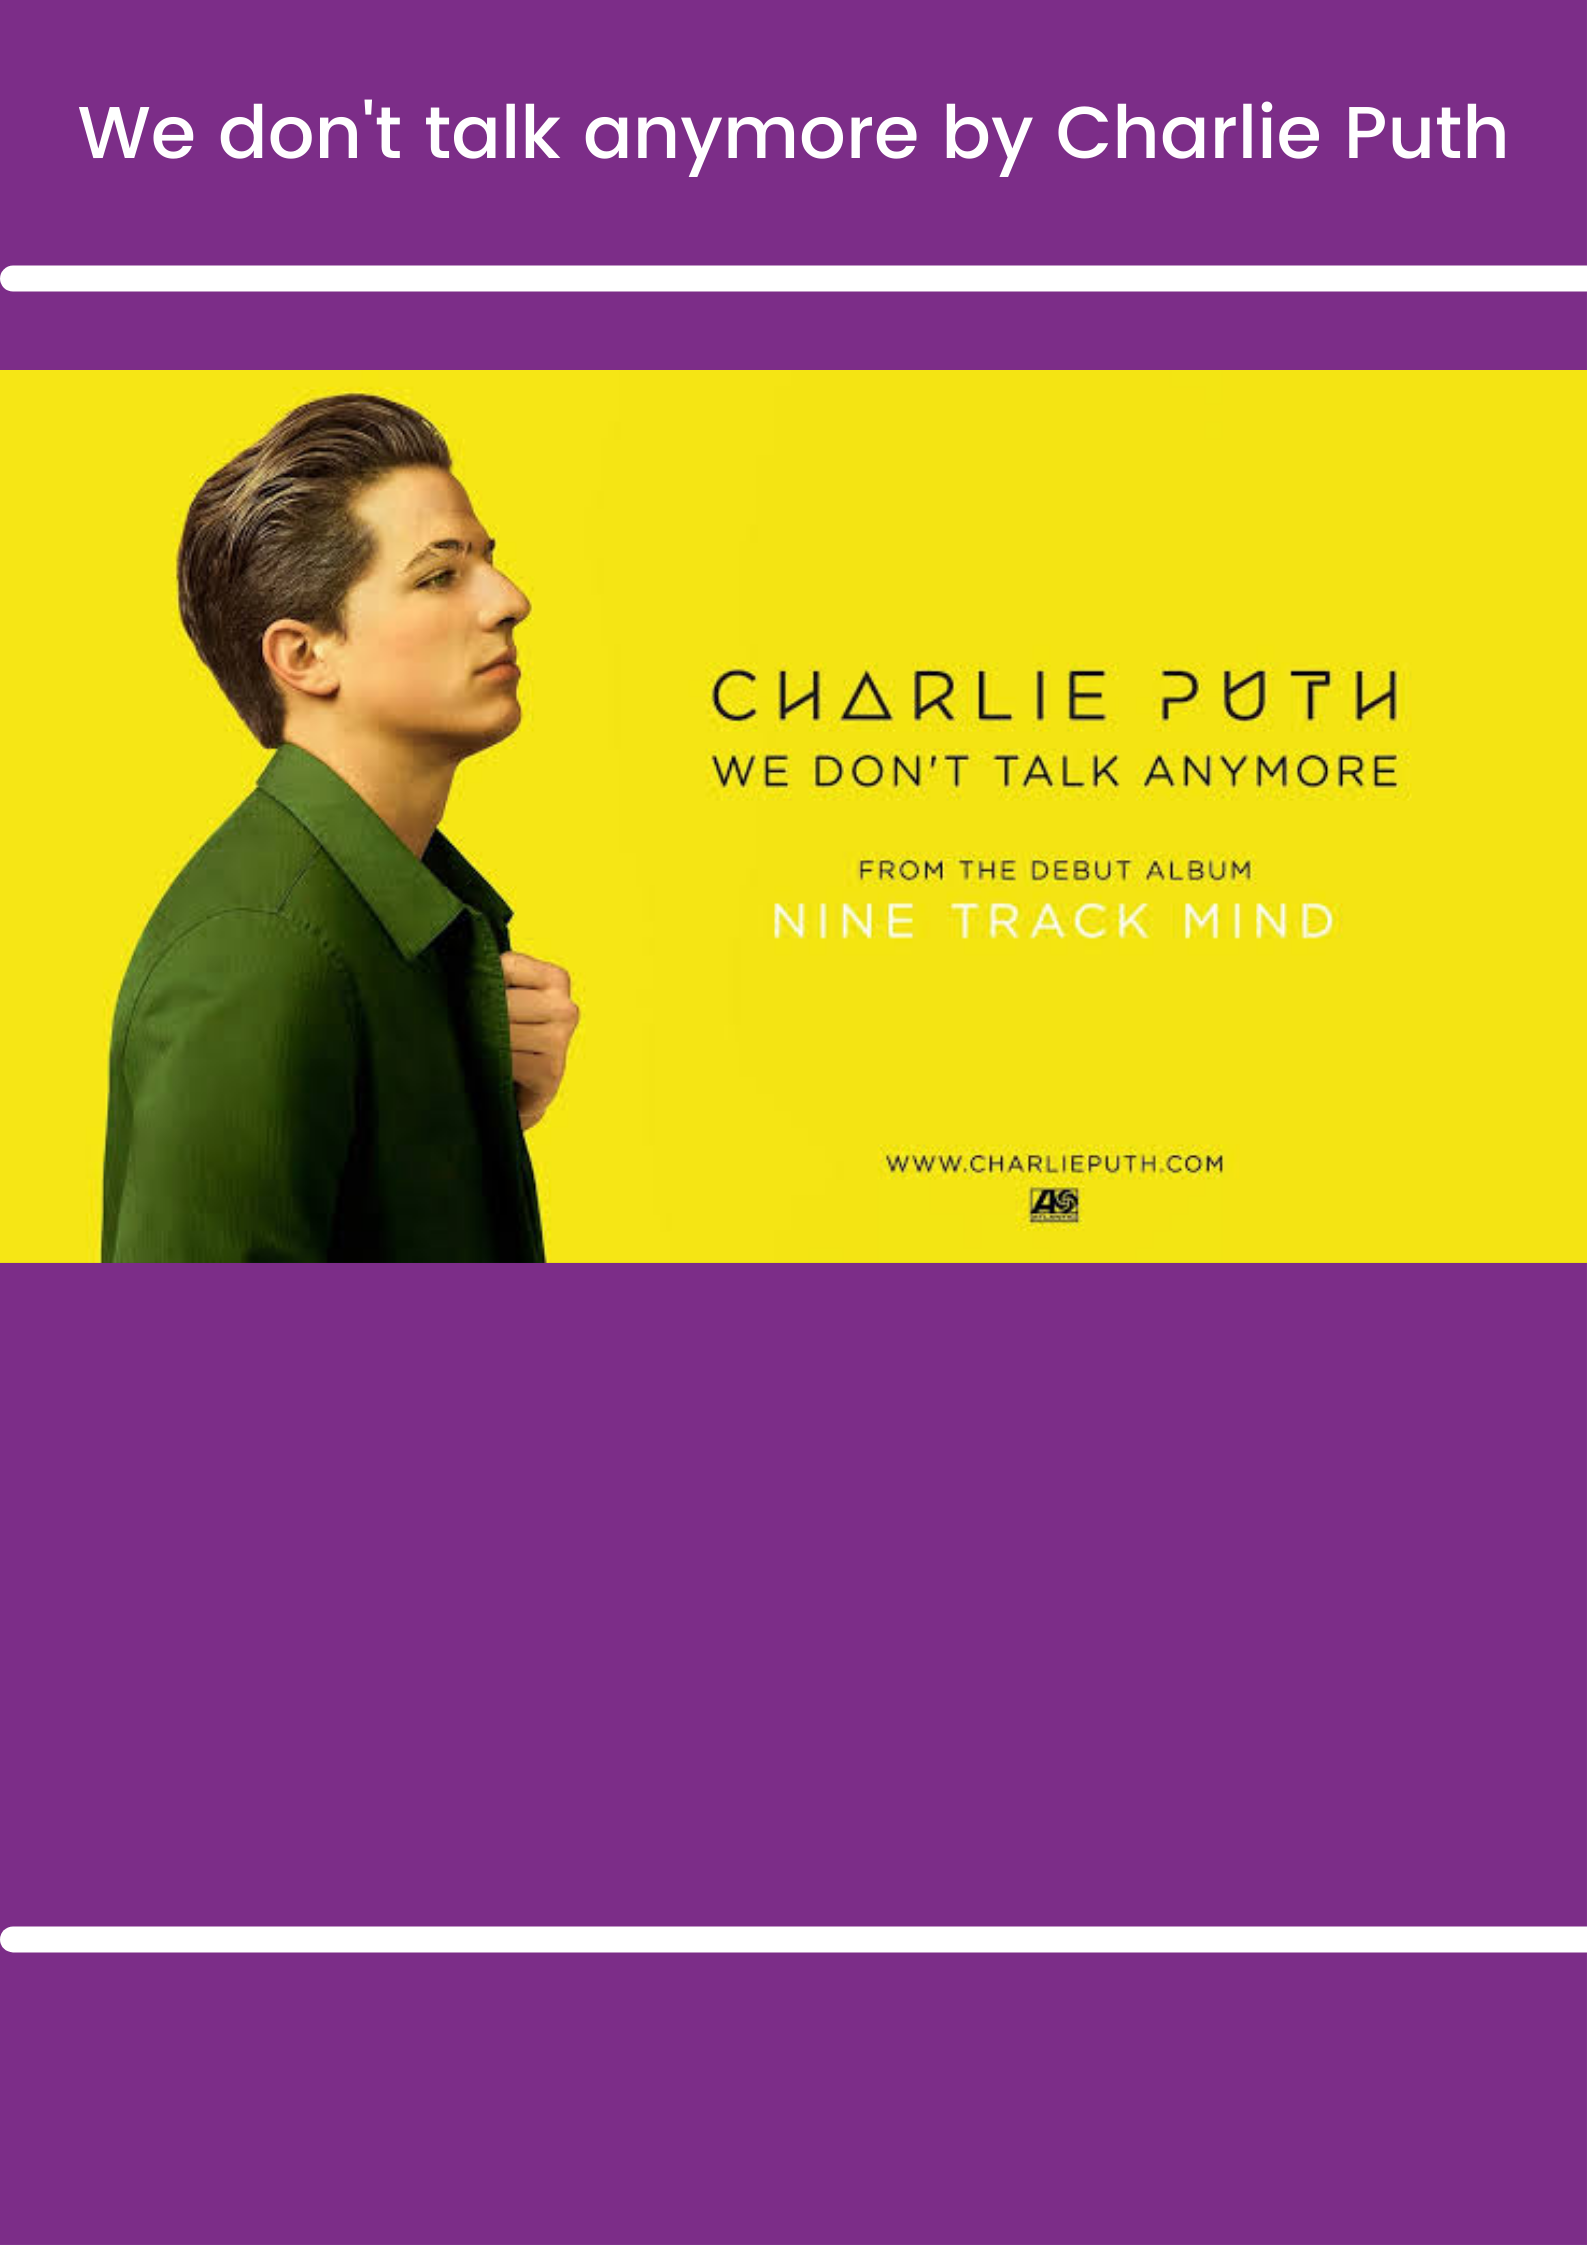 We don't talk anymore by Charlie Puth
CHARLIE PUTH
WE DON'T TALK ANYMORE
FROM THE DEBUT ALBUM
NINE TRACK MIND
WWW.CHARLIEPUTH.COM
ATLANTIC